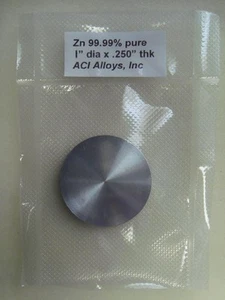 Zn 99.99% pure
1" dia x .250" thk
ACI Alloys, Inc